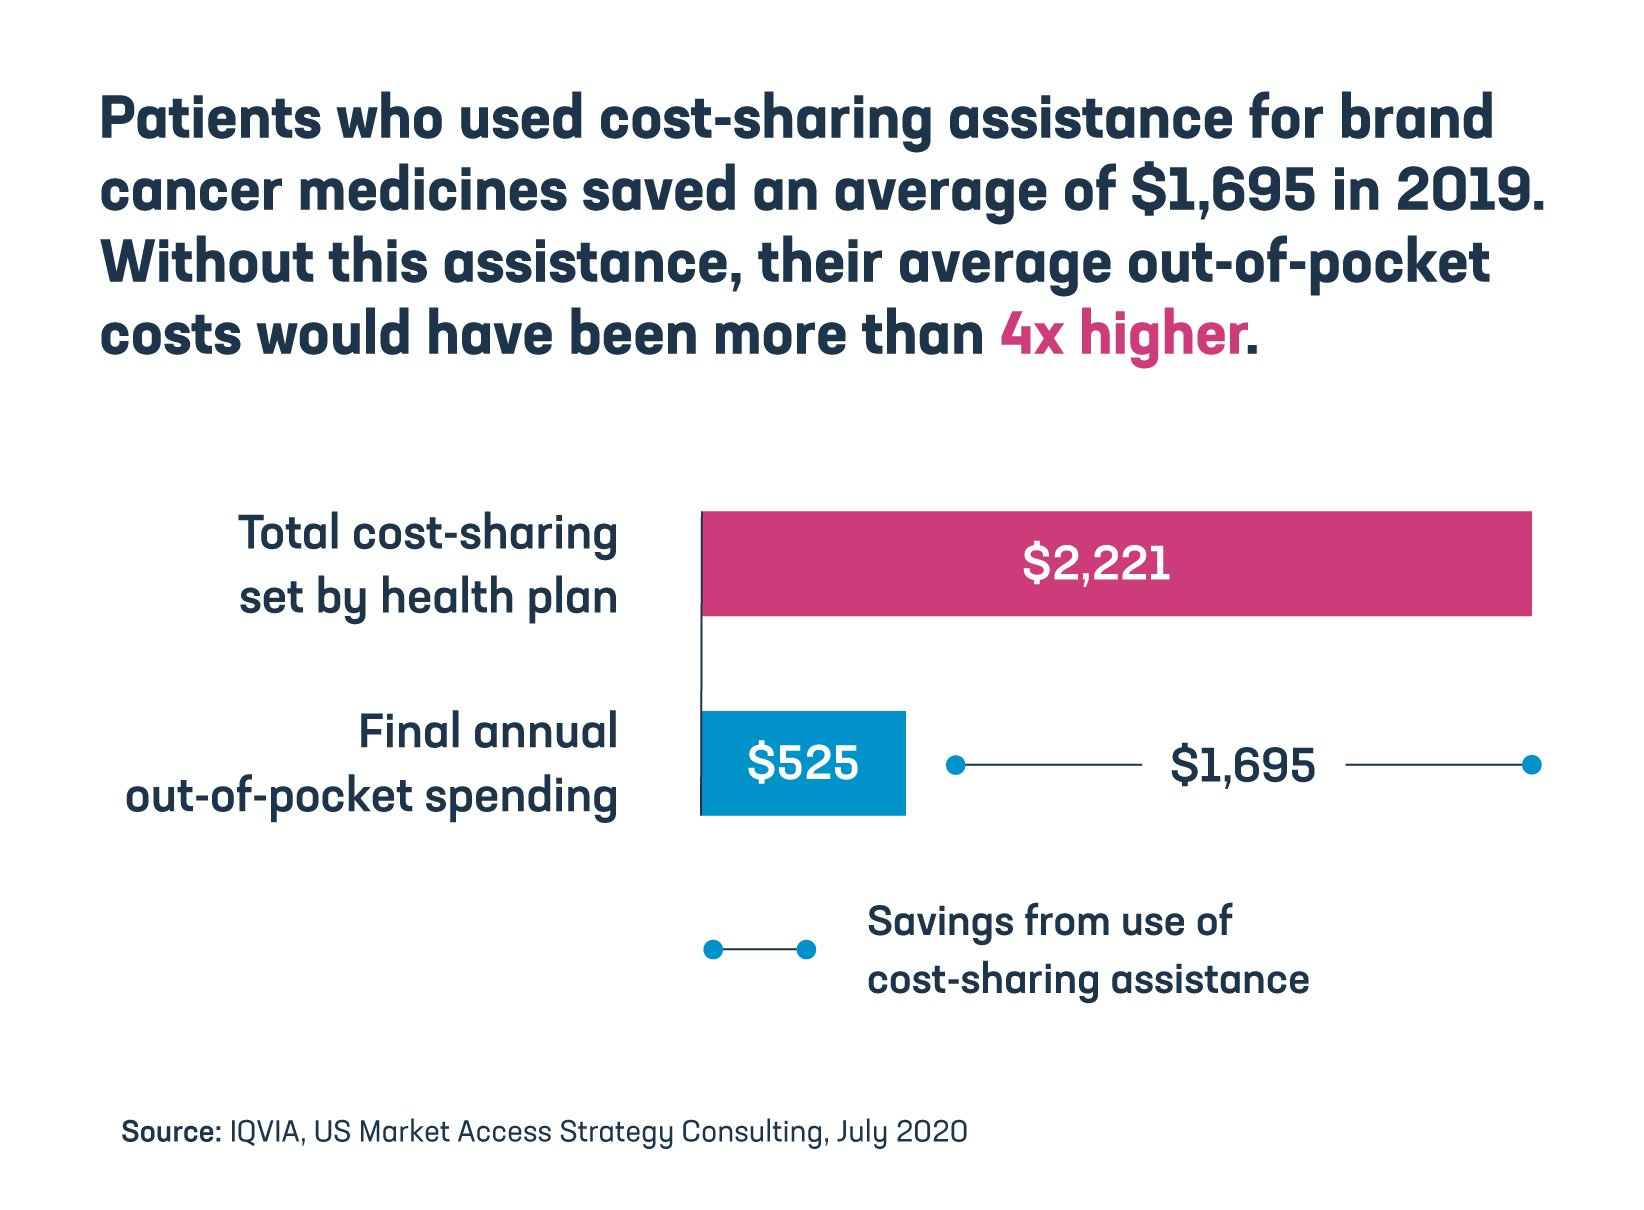 Patients who used cost-sharing assistance for brand
cancer medicines saved an average of $1,695 in 2019.
Without this assistance, their average out-of-pocket
costs would have been more than 4x higher.
Total cost-sharing
set by health plan
$2,221
Final annual
out-of-pocket spending
$525
$1,695
Savings from use of
cost-sharing assistance
Source: IQVIA, US Market Access Strategy Consulting, July 2020